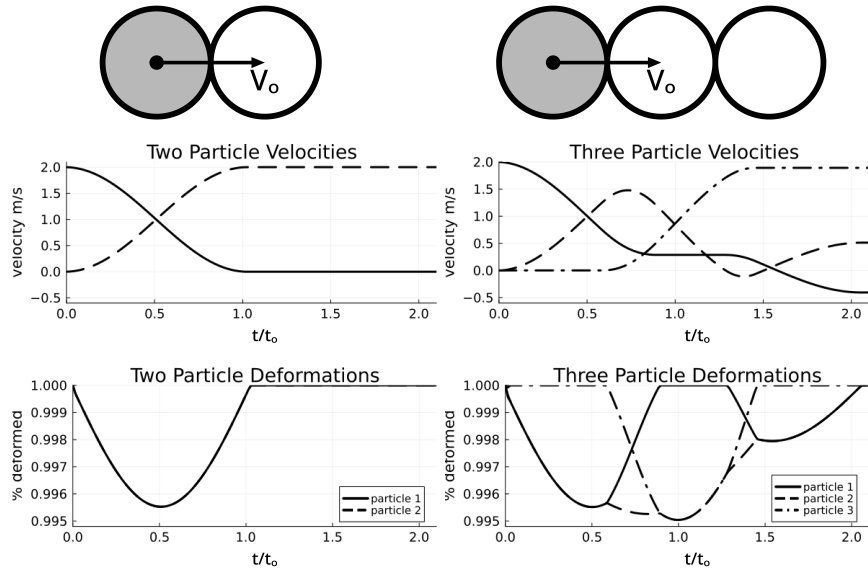 Vₒ
Vₒ
Two Particle Velocities
velocity m/s
2.0
1.5
1.0
0.5
0.0
−0.5
0.0 0.5 1.0 1.5 2.0
t/tₒ
Three Particle Velocities
velocity m/s
2.0
1.5
1.0
0.5
0.0
−0.5
0.0 0.5 1.0 1.5 2.0
t/tₒ
Two Particle Deformations
% deformed
1.000
0.999
0.998
0.997
0.996
0.995
particle 1
particle 2
0.0 0.5 1.0 1.5 2.0
t/tₒ
Three Particle Deformations
% deformed
1.000
0.999
0.998
0.997
0.996
0.995
particle 1
particle 2
particle 3
0.0 0.5 1.0 1.5 2.0
t/tₒ